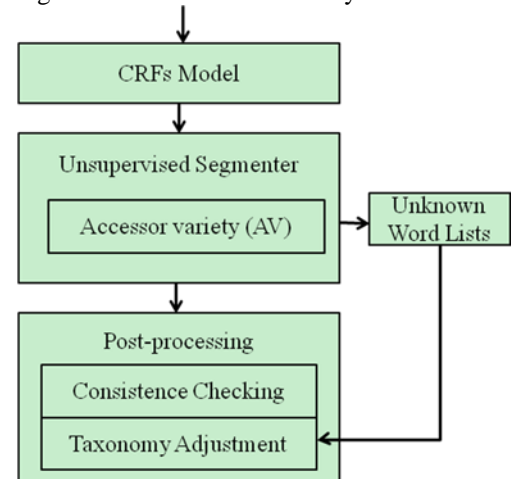 CRFs Model
Unsupervised Segmenter
Accessor variety (AV)
Unknown
Word Lists
Post-processing
Consistence Checking
Taxonomy Adjustment